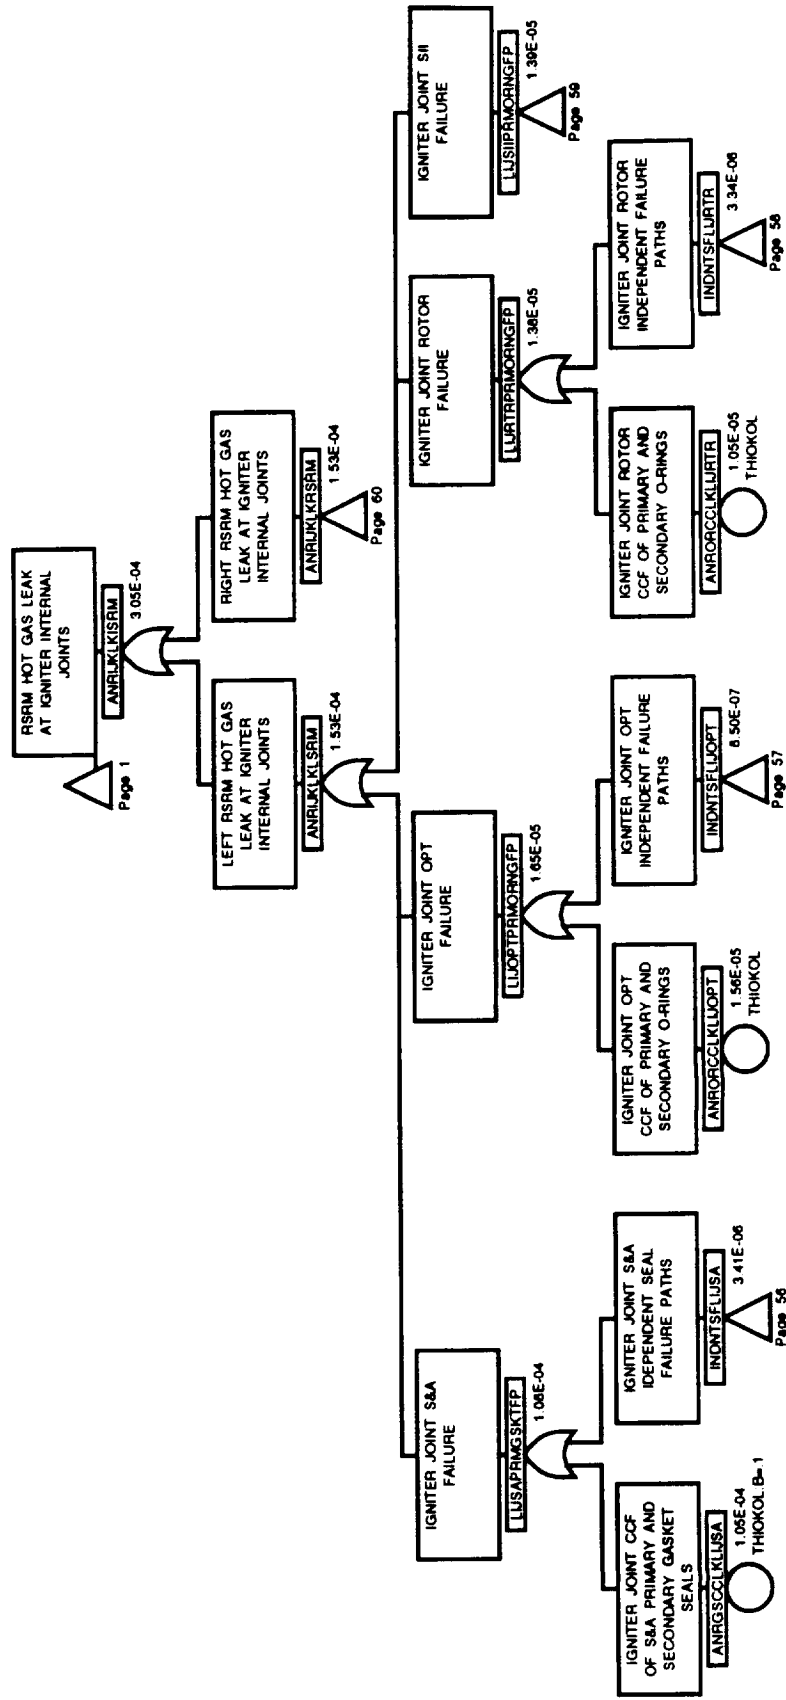 RSRM HOT GAS LEAK
AT IGNITER INTERNAL
JOINTS
ANRIJKLKISRM
3.05E-04
Page 1
LEFT RSRM HOT GAS
LEAK AT IGNITER
INTERNAL JOINTS
ANRIJKLKLSRM
1.53E-04
RIGHT RSRM HOT GAS
LEAK AT IGNITER
INTERNAL JOINTS
ANRIJKLKRSRM
1.53E-04
Page 60
IGNITER JOINT S&A
FAILURE
LIJSAPRMGSKTFP
1.08E-04
IGNITER JOINT OPT
FAILURE
LIJOPTPRMORNGFP
1.65E-05
IGNITER JOINT ROTOR
FAILURE
LIJRTRPRMORNGFP
1.38E-05
IGNITER JOINT SII
FAILURE
LIJSIIPRMORNGFP
1.39E-05
Page 59
IGNITER JOINT CCF
OF S&A PRIMARY AND
SECONDARY GASKET
SEALS
ANRGSCCLKLIJSA
1.05E-04
THIOKOL.B=.1
IGNITER JOINT S&A
IDEPENDENT SEAL
FAILURE PATHS
INDNTSFLIJSA
3.41E-06
Page 56
IGNITER JOINT OPT
CCF OF PRIMARY AND
SECONDARY O-RINGS
ANRORCCLKLIJOPT
1.56E-05
THIOKOL
IGNITER JOINT OPT
INDEPENDENT FAILURE
PATHS
INDNTSFLIJOPT
8.50E-07
Page 57
IGNITER JOINT ROTOR
CCF OF PRIMARY AND
SECONDARY O-RINGS
ANRORCCLKLIJRTR
1.05E-05
THIOKOL
IGNITER JOINT ROTOR
INDEPENDENT FAILURE
PATHS
INDNTSFLIJRTR
3.34E-06
Page 58